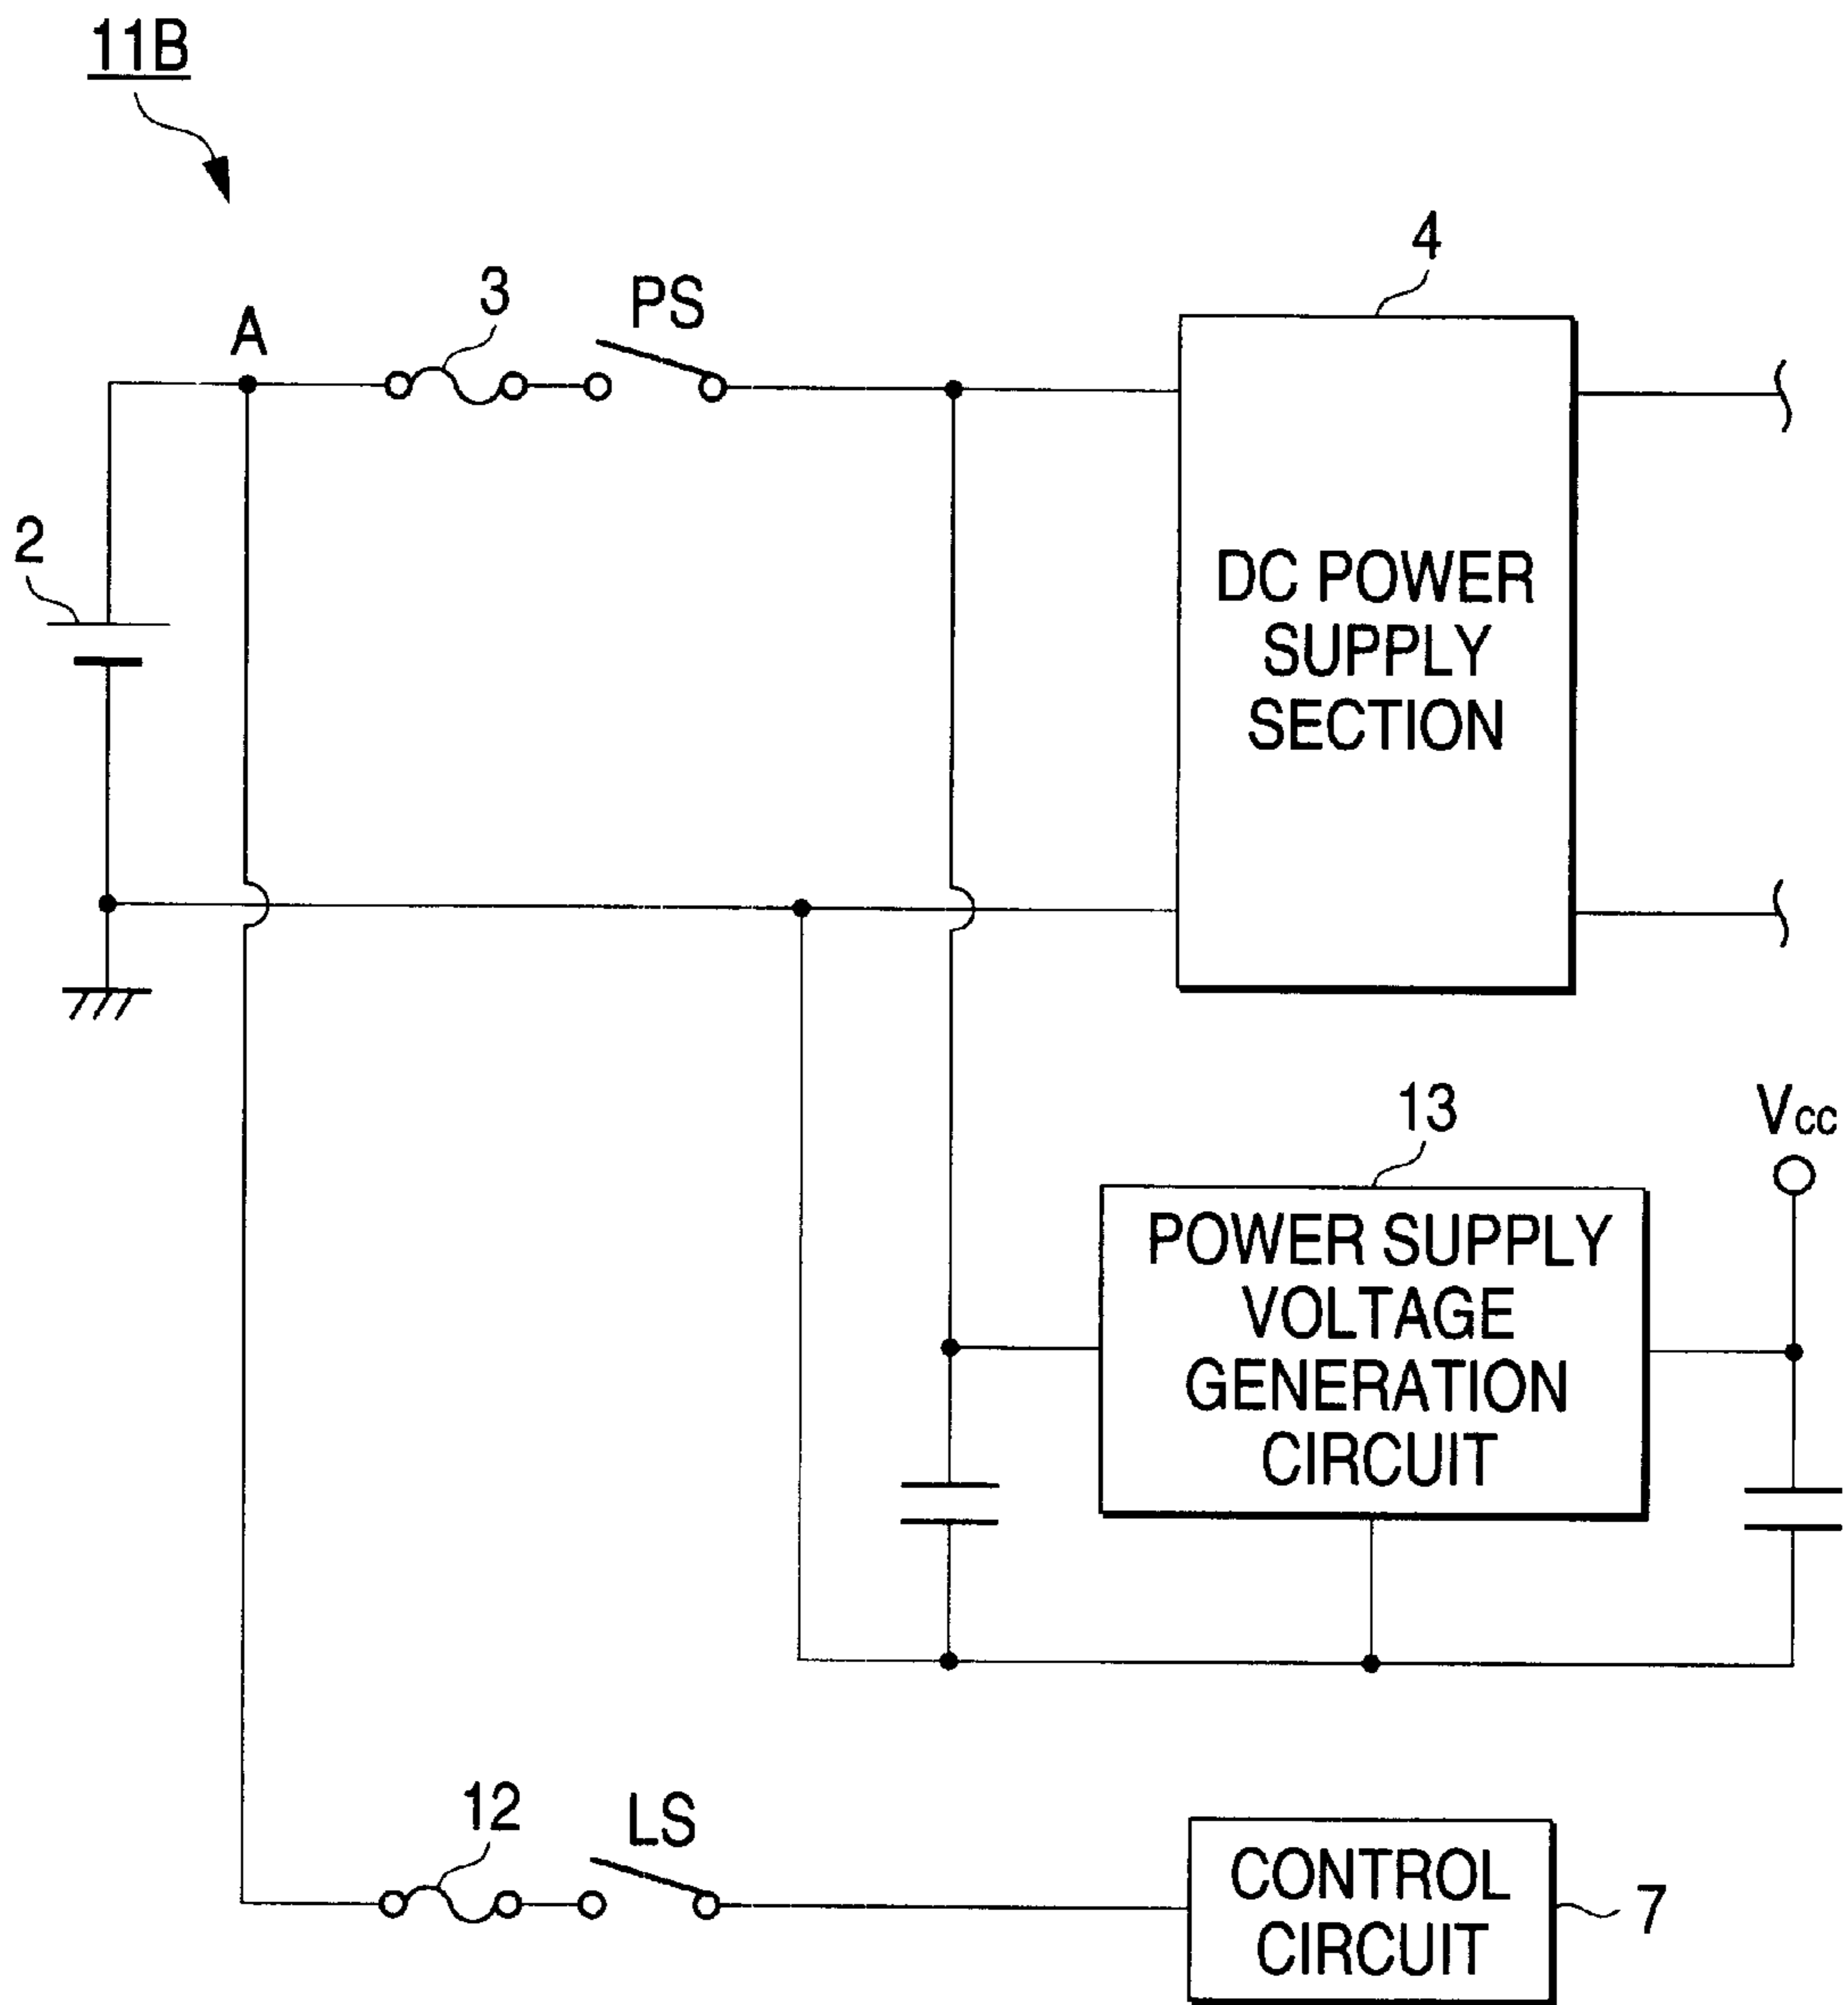 11B
4
3
PS
A
2
DC POWER
SUPPLY
SECTION
13
Vcc
POWER SUPPLY
VOLTAGE
GENERATION
CIRCUIT
12
LS
CONTROL
CIRCUIT
7